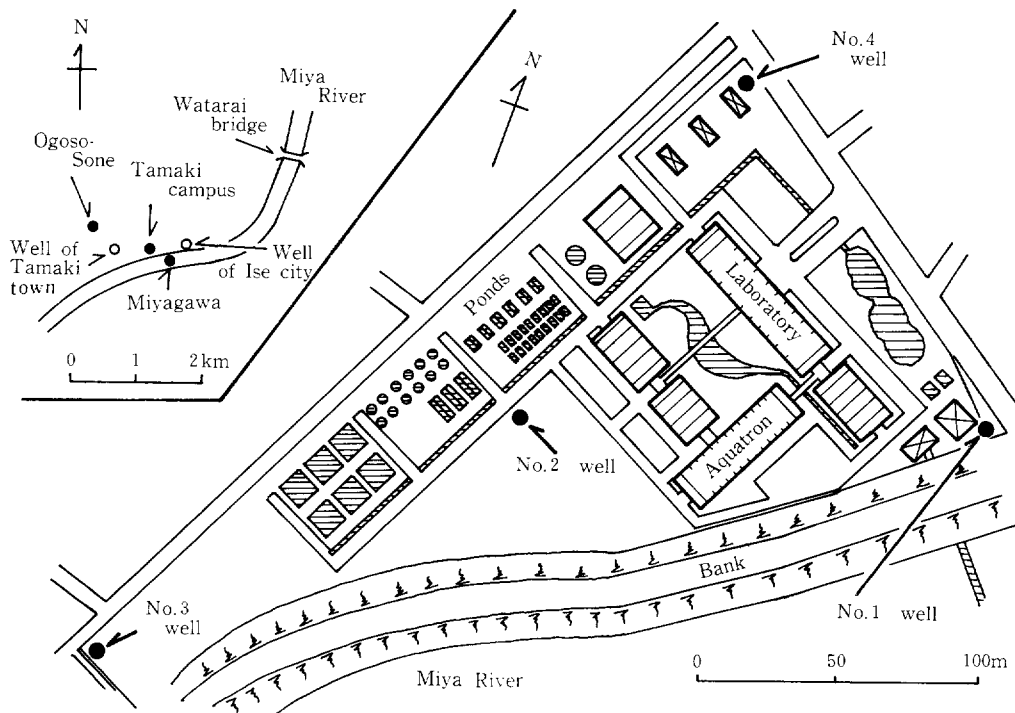 N
Miya
River
Watarai
bridge
Ogoso-
Sone
Tamaki
campus
Well of
Tamaki
town
Well
of Ise city
Miyagawa
0 1 2km
N
No.4
well
Ponds
Laboratory
Aquatron
No.2 well
Bank
No.3
well
No.1 well
Miya River
0 50 100m